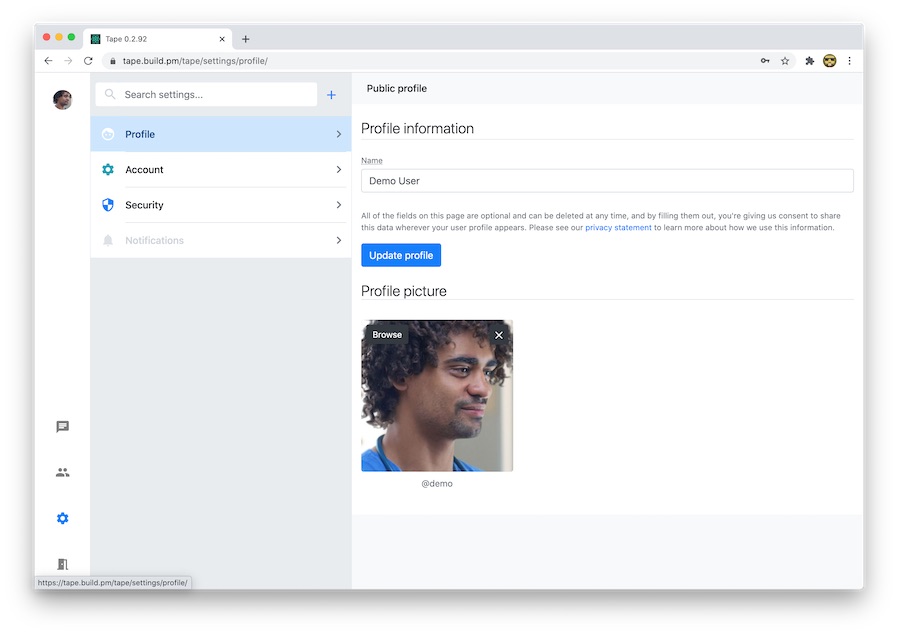 Tape 0.2.92
tape.build.pm/tape/settings/profile/
Search settings...
Public profile
Profile
Account
Security
Notifications
Profile information
Name
Demo User
All of the fields on this page are optional and can be deleted at any time, and by filling them out, you're giving us consent to share
this data wherever your user profile appears. Please see our privacy statement to learn more about how we use this information.
Update profile
Profile picture
Browse
@demo
https://tape.build.pm/tape/settings/profile/